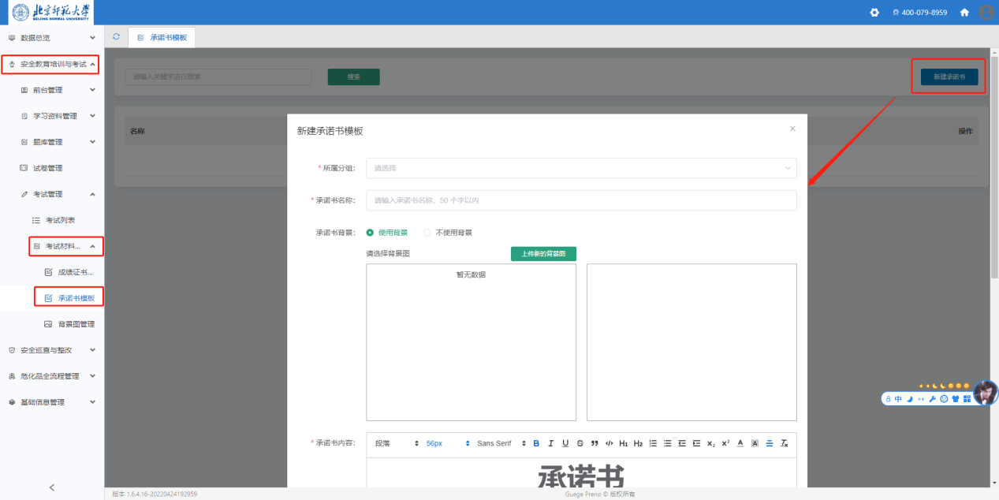 北京师范大学
BEIJING NORMAL UNIVERSITY
400-079-8959
数据总览
承诺书模板
安全教育培训与考试
请输入关键字进行搜索
搜索
新建承诺书
前台管理
学习资料管理
名称
操作
新建承诺书模板
题库管理
试卷管理
* 所属分组:
请选择
考试管理
* 承诺书名称:
请输入承诺书名称，50 个字以内
考试列表
承诺书背景:
使用背景
不使用背景
考试材料...
请选择背景图
上传新的背景图
成绩证书...
暂无数据
承诺书模板
背景图管理
安全巡查与整改
危化品全流程管理
基础信息管理
中
* 承诺书内容:
段落
56px
Sans Serif
B I U S H1 H2
承诺书
版本 1.6.4.16-20220424192959
Guege Preno © 版权所有